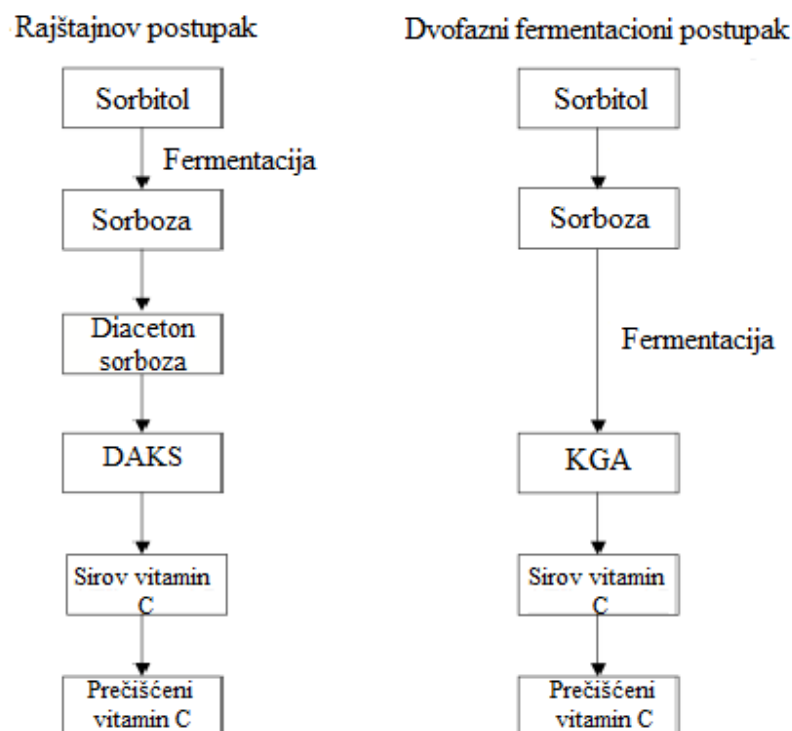 Rajštajnov postupak
Sorbitol
Fermentacija
Sorboza
Diaceton
sorboza
DAKS
Sirov vitamin
C
Prečišćeni
vitamin C
Dvofazni fermentacioni postupak
Sorbitol
Sorboza
Fermentacija
KGA
Sirov vitamin
C
Prečišćeni
vitamin C